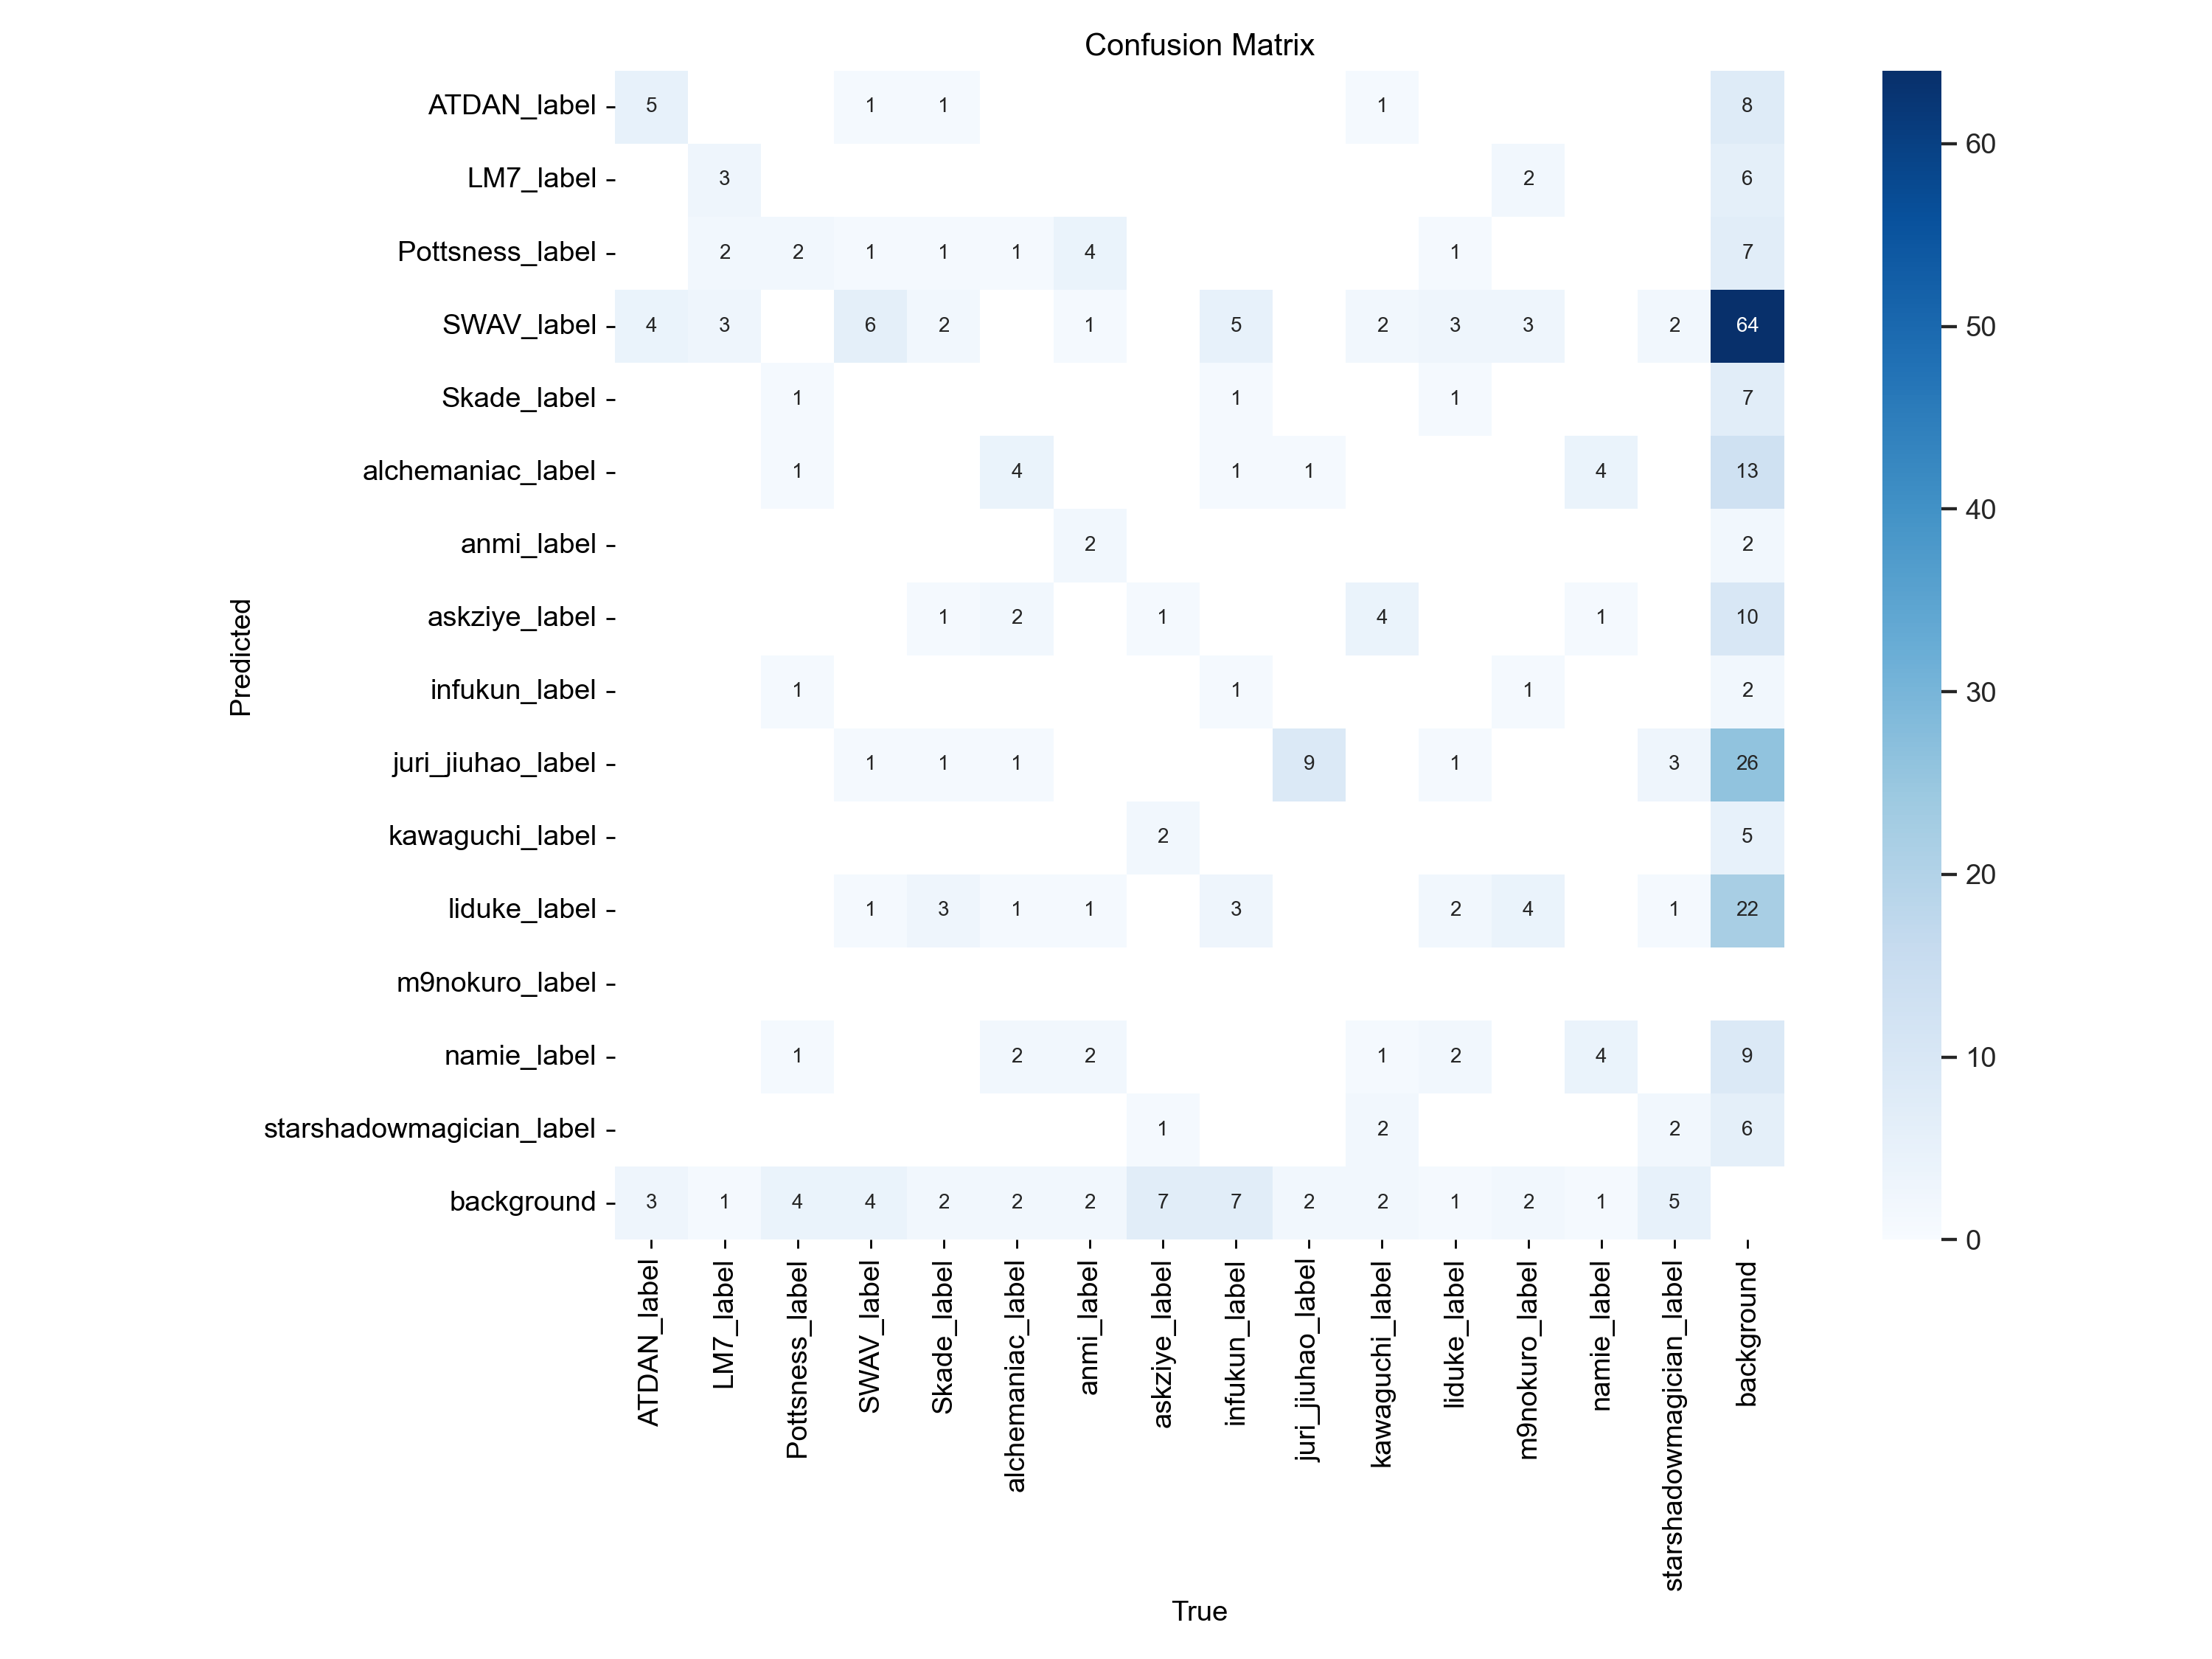 Confusion Matrix
ATDAN_label 5 1 1 1 8
LM7_label 3 2 6
Pottsness_label 2 2 1 1 1 4 1 7
SWAV_label 4 3 6 2 1 5 2 3 3 2 64
Skade_label 1 1 1 7
alchemaniac_label 1 4 1 1 4 13
anmi_label 2 2
askziye_label 1 2 1 4 1 10
infukun_label 1 1 1 2
juri_jiuhao_label 1 1 1 9 1 3 26
kawaguchi_label 2 5
liduke_label 1 3 1 1 3 2 4 1 22
m9nokuro_label
namie_label 1 2 2 1 2 4 9
starshadowmagician_label 1 2 2 6
background 3 1 4 4 2 2 2 7 7 2 2 1 2 1 5
Predicted
ATDAN_label
LM7_label
Pottsness_label
SWAV_label
Skade_label
alchemaniac_label
anmi_label
askziye_label
infukun_label
juri_jiuhao_label
kawaguchi_label
liduke_label
m9nokuro_label
namie_label
starshadowmagician_label
background
True
60
50
40
30
20
10
0